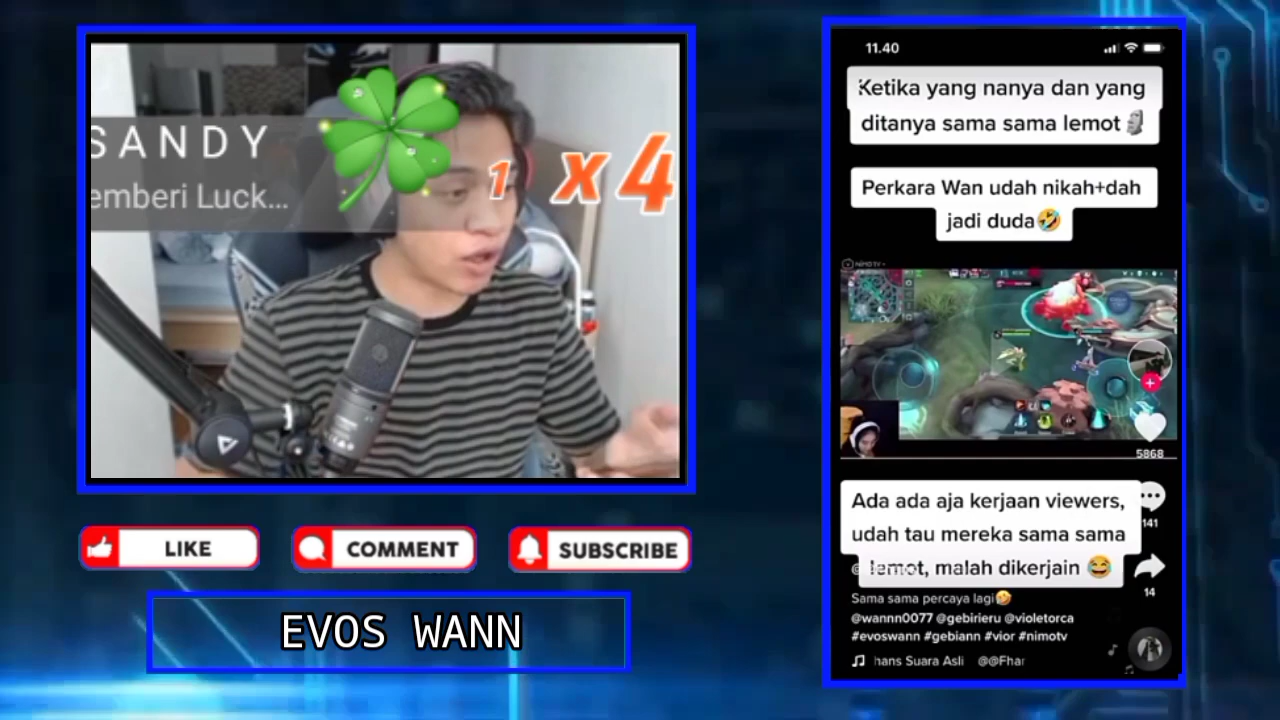 SANDY
emberi Luck...
1 x 4
LIKE
COMMENT
SUBSCRIBE
EVOS WANN
11.40
Ketika yang nanya dan yang
ditanya sama sama lemot🗿
Perkara Wan udah nikah+dah
jadi duda🤣
NIMO TV
5868
Ada ada aja kerjaan viewers,
udah tau mereka sama sama
lemot, malah dikerjain 😂
141
14
Sama sama percaya lagi🤣
@wannn0077 @gebirieru @violetorca
#evoswann #gebiann #vior #nimotv
hans Suara Asli @@Fhar